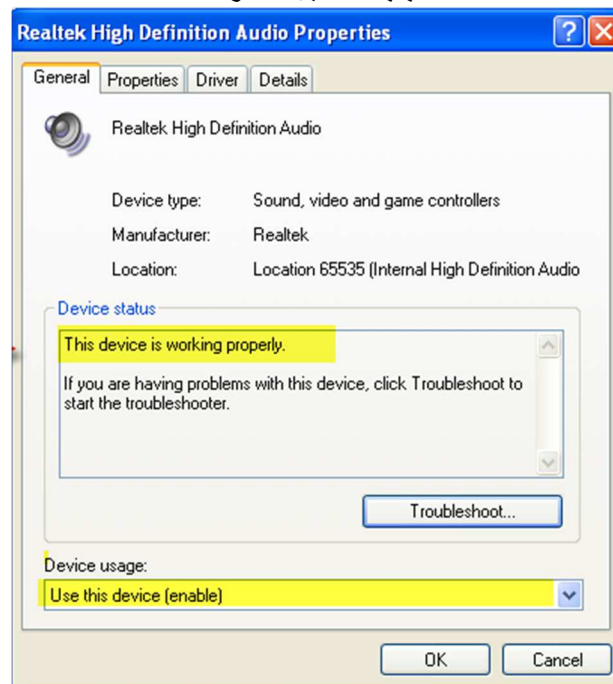 Realtek High Definition Audio Properties
General Properties Driver Details
Realtek High Definition Audio
Device type: Sound, video and game controllers
Manufacturer: Realtek
Location: Location 65535 (Internal High Definition Audio
Device status
This device is working properly.
If you are having problems with this device, click Troubleshoot to
start the troubleshooter.
Troubleshoot...
Device usage:
Use this device (enable)
OK Cancel